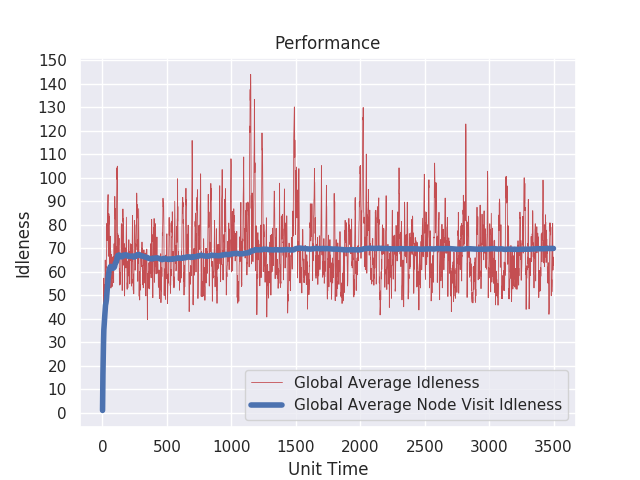 Performance
Idleness
150
140
130
120
110
100
90
80
70
60
50
40
30
20
10
0
Global Average Idleness
Global Average Node Visit Idleness
0 500 1000 1500 2000 2500 3000 3500
Unit Time